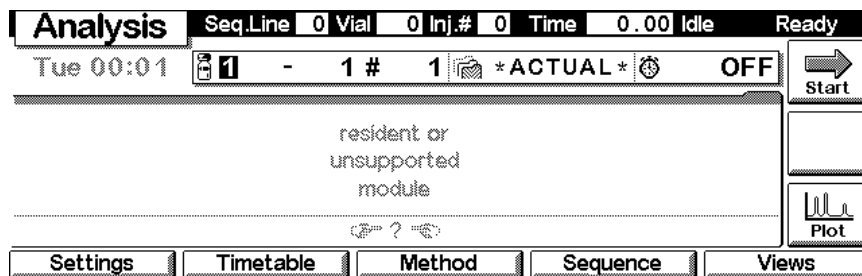 Analysis Seq.Line 0 Vial 0 Inj.# 0 Time 0.00 Idle Ready
Tue 00:01 1 - 1 # 1 *ACTUAL* OFF
Start
resident or
unsupported
module
?
Plot
Settings Timetable Method Sequence Views